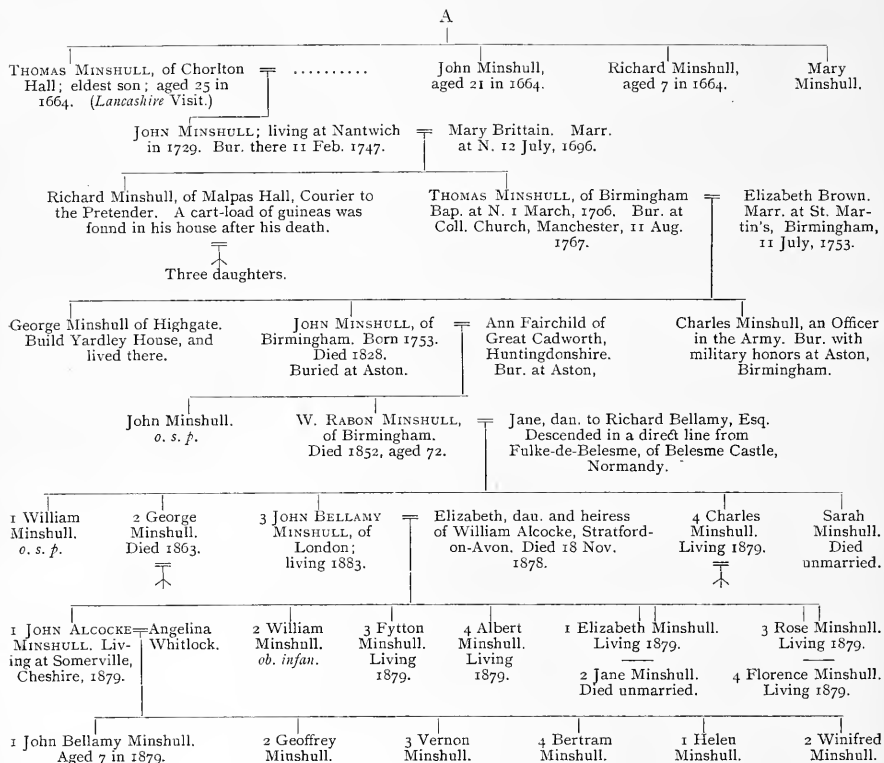 A
THOMAS MINSHULL, of Chorlton
Hall; eldest son; aged 25 in
1664. (Lancashire Visit.)
..........
John Minshull,
aged 21 in 1664.
Richard Minshull,
aged 7 in 1664.
Mary
Minshull.
JOHN MINSHULL; living at Nantwich
in 1729. Bur. there 11 Feb. 1747.
Mary Brittain. Marr.
at N. 12 July, 1696.
Richard Minshull, of Malpas Hall, Courier to
the Pretender. A cart-load of guineas was
found in his house after his death.
Three daughters.
THOMAS MINSHULL, of Birmingham
Bap. at N. 1 March, 1706. Bur. at
Coll. Church, Manchester, 11 Aug.
1767.
Elizabeth Brown.
Marr. at St. Mar-
tin's, Birmingham,
11 July, 1753.
George Minshull of Highgate.
Build Yardley House, and
lived there.
JOHN MINSHULL, of
Birmingham. Born 1753.
Died 1828.
Buried at Aston.
Ann Fairchild of
Great Cadworth,
Huntingdonshire.
Bur. at Aston,
Charles Minshull, an Officer
in the Army. Bur. with
military honors at Aston,
Birmingham.
John Minshull.
o. s. p.
W. RABON MINSHULL,
of Birmingham.
Died 1852, aged 72.
Jane, dan. to Richard Bellamy, Esq.
Descended in a direct line from
Fulke-de-Belesme, of Belesme Castle,
Normandy.
1 William
Minshull.
o. s. p.
2 George
Minshull.
Died 1863.
3 JOHN BELLAMY
MINSHULL, of
London;
living 1883.
Elizabeth, dau. and heiress
of William Alcocke, Stratford-
on-Avon. Died 18 Nov.
1878.
4 Charles
Minshull.
Living 1879.
Sarah
Minshull.
Died
unmarried.
1 JOHN ALCOCKE
MINSHULL. Liv-
ing at Somerville,
Cheshire, 1879.
Angelina
Whitlock.
2 William
Minshull.
ob. infan.
3 Fytton
Minshull.
Living
1879.
4 Albert
Minshull.
Living
1879.
1 Elizabeth Minshull.
Living 1879.
2 Jane Minshull.
Died unmarried.
3 Rose Minshull.
Living 1879.
4 Florence Minshull.
Living 1879.
1 John Bellamy Minshull.
Aged 7 in 1879.
2 Geoffrey
Minshull.
3 Vernon
Minshull.
4 Bertram
Minshull.
1 Helen
Minshull.
2 Winifred
Minshull.